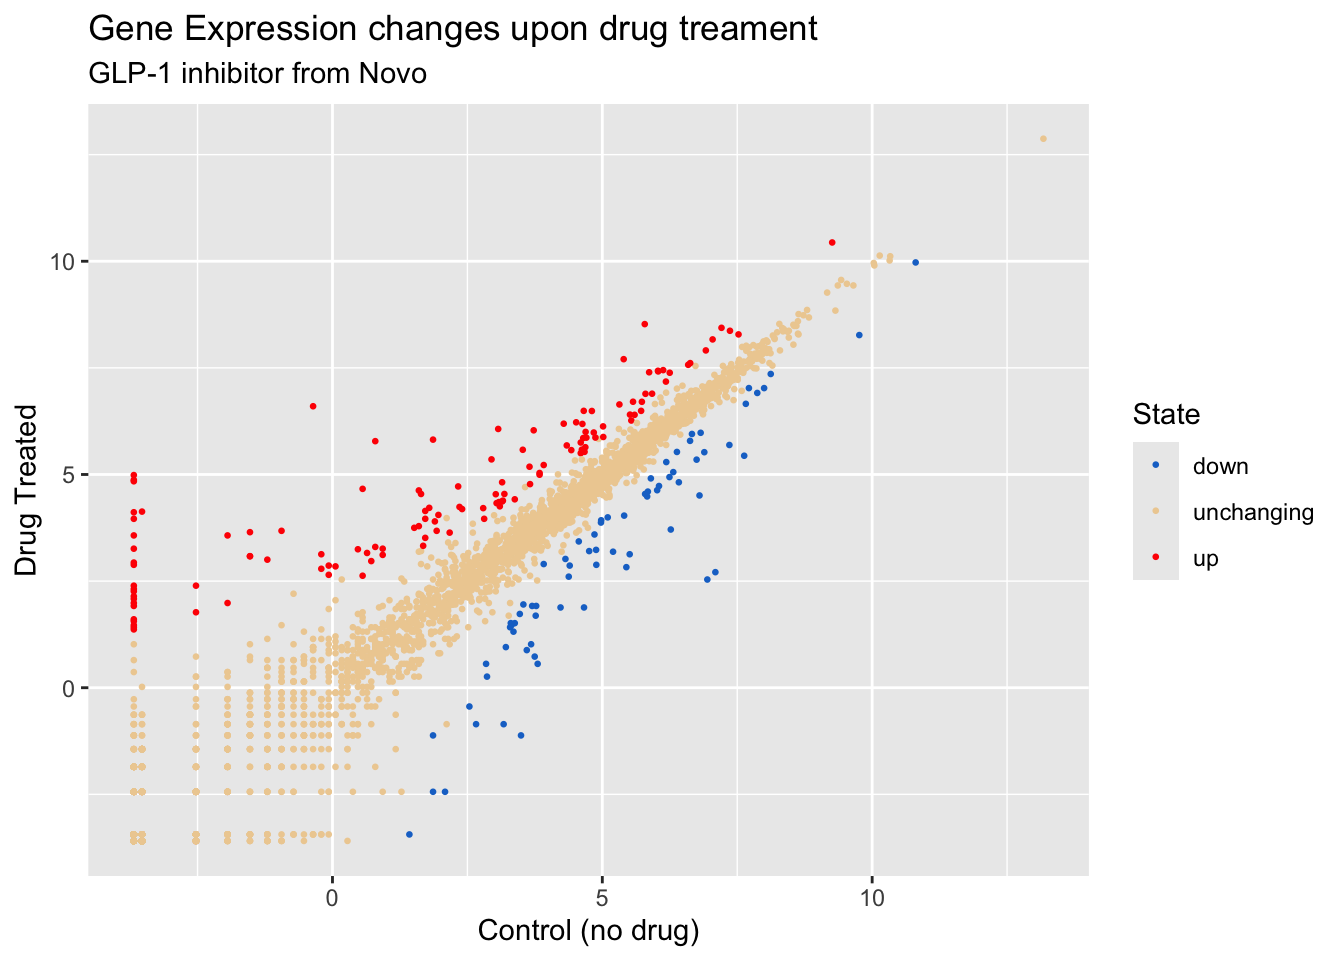 Gene Expression changes upon drug treament
GLP-1 inhibitor from Novo
Drug Treated
10
5
0
0
5
10
Control (no drug)
State
down
unchanging
up